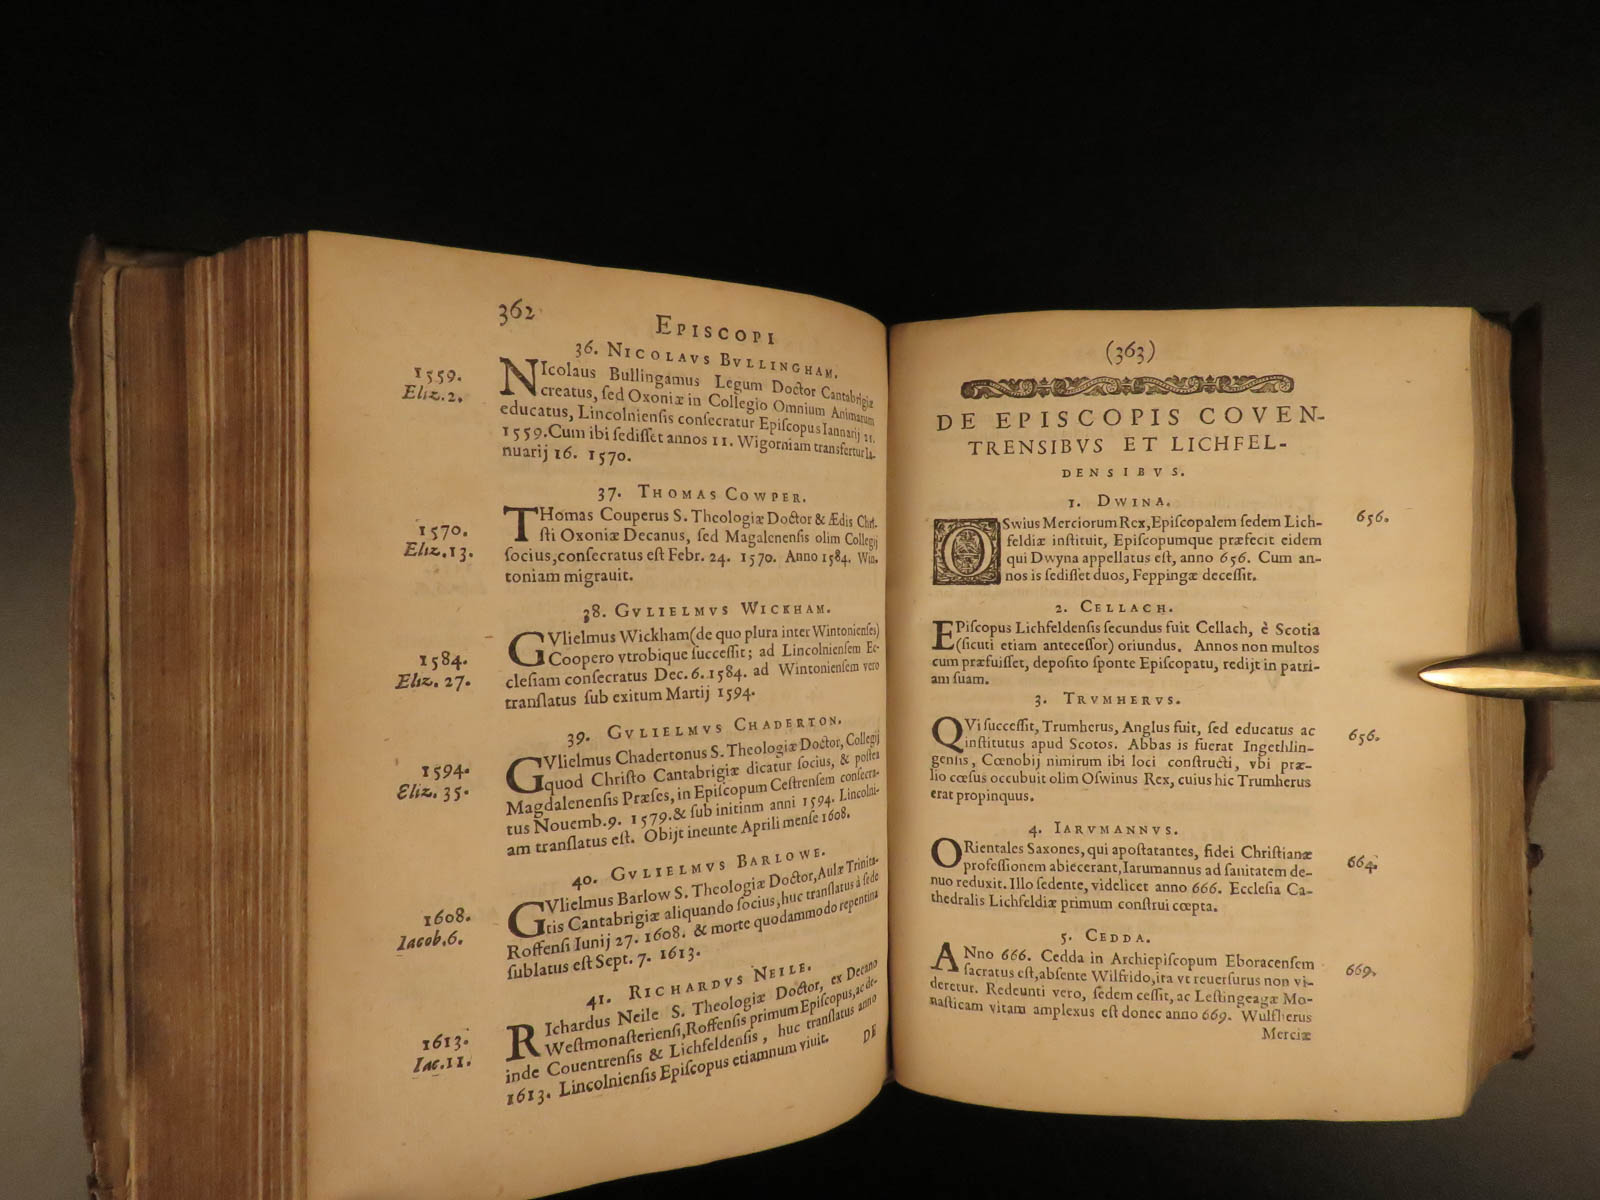 362
EPISCOPI
36. NICOLAVS BVLLINGHAM.
1559.
Eliz. 2.
NIcolaus Bullingamus Legum Doctor Cantabrigiæ
creatus, ſed Oxoniæ in Collegio Omnium Animarum
educatus, Lincolnienſis conſecratur Epiſcopus Iannarij 21.
1559. Cum ibi ſediſſet annos 11. Wigorniam transfertur Ia-
nuarij 16. 1570.
37. THOMAS COWPER.
1570.
Eliz. 13.
THomas Couperus S. Theologiæ Doctor & Ædis Chri-
ſti Oxoniæ Decanus, ſed Magalenenſis olim Collegij
ſocius, conſecratus eſt Febr. 24. 1570. Anno 1584. Win-
toniam migrauit.
38. GVLIELMVS WICKHAM.
1584.
Eliz. 27.
GVlielmus Wickham (de quo plura inter Wintonienſes)
Coopero vtrobique ſucceſſit; ad Lincolnienſem Ec-
cleſiam conſecratus Dec. 6. 1584. ad Wintonienſem vero
tranſlatus ſub exitum Martij 1594.
39. GVLIELMVS CHADERTON.
1594.
Eliz. 35.
GVlielmus Chadertonus S. Theologiæ Doctor, Collegij
quod Chriſto Cantabrigiæ dicatur ſocius, & poſtea
Magdalenenſis Præſes, in Epiſcopum Ceſtrenſem conſecra-
tus Nouemb. 9. 1579. & ſub initinm anni 1594. Lincolni-
am tranſlatus eſt. Obijt ineunte Aprili menſe 1608.
40. GVLIELMVS BARLOWE.
1608.
Iacob. 6.
GVlielmus Barlow S. Theologiæ Doctor, Aulæ Trinita-
tis Cantabrigiæ aliquando ſocius, huc tranſlatus à ſede
Roffenſi Iunij 27. 1608. & morte quodammodo repentina
ſublatus eſt Sept. 7. 1613.
41. RICHARDVS NEILE.
1613.
Iac. 11.
RIchardus Neile S. Theologiæ Doctor, ex Decano
Weſtmonaſterienſi, Roffenſis primum Epiſcopus, ac de-
inde Couentrenſis & Lichfeldenſis, huc tranſlatus anno
1613. Lincolnienſis Epiſcopus etiamnum viuit.
DE
(363)
DE EPISCOPIS COVEN-
TRENSIBVS ET LICHFEL-
DENSIBVS.
1. DWINA.
656.
OSwius Merciorum Rex, Epiſcopalem ſedem Lich-
feldiæ inſtituit, Epiſcopumque præfecit eidem
qui Dwyna appellatus eſt, anno 656. Cum an-
nos is ſediſſet duos, Feppingæ deceſſit.
2. CELLACH.
EPiſcopus Lichfeldenſis ſecundus fuit Cellach, è Scotia
(ſicuti etiam anteceſſor) oriundus. Annos non multos
cum præfuiſſet, depoſito ſponte Epiſcopatu, redijt in patri-
am ſuam.
3. TRVMHERVS.
656.
QVi ſucceſſit, Trumherus, Anglus fuit, ſed educatus ac
inſtitutus apud Scotos. Abbas is fuerat Ingethlin-
genſis, Cœnobij nimirum ibi loci conſtructi, vbi præ-
lio cœſus occubuit olim Oſwinus Rex, cuius hic Trumherus
erat propinquus.
4. IARVMANNVS.
664.
ORientales Saxones, qui apoſtatantes, fidei Chriſtianæ
profeſſionem abiecerant, Iarumannus ad ſanitatem de-
nuo reduxit. Illo ſedente, videlicet anno 666. Eccleſia Ca-
thedralis Lichfeldiæ primum conſtrui cœpta.
5. CEDDA.
669.
ANno 666. Cedda in Archiepiſcopum Eboracenſem
ſacratus eſt, abſente Wilfrido, ita vt reuerſurus non vi-
deretur. Redeunti vero, ſedem ceſſit, ac Leſtingeagæ Mo-
naſticam vitam amplexus eſt donec anno 669. Wulfherus
Merciæ